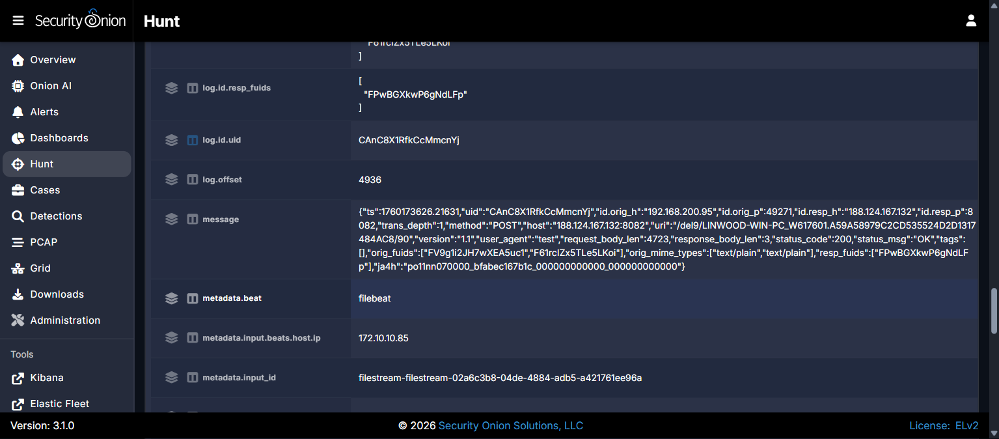 Security Onion
Hunt
Overview
Onion AI
Alerts
Dashboards
Hunt
Cases
Detections
PCAP
Grid
Downloads
Administration
Tools
Kibana
Elastic Fleet
"F61rclZx5TLe5LKoi"
]
log.id.resp_fuids
[
"FPwBGXkwP6gNdLFp"
]
log.id.uid
CAnC8X1RfkCcMmcnYj
log.offset
4936
message
{"ts":1760173626.21631,"uid":"CAnC8X1RfkCcMmcnYj","id.orig_h":"192.168.200.95","id.orig_p":49271,"id.resp_h":"188.124.167.132","id.resp_p":8
082,"trans_depth":1,"method":"POST","host":"188.124.167.132:8082","uri":"/del9/LINWOOD-WIN-PC_W617601.A59A58979C2CD535524D2D1317
484AC8/90","version":"1.1","user_agent":"test","request_body_len":4723,"response_body_len":3,"status_code":200,"status_msg":"OK","tags":
[],"orig_fuids":["FV9g1i2JH7wXEA5uc1","F61rclZx5TLe5LKoi"],"orig_mime_types":["text/plain","text/plain"],"resp_fuids":["FPwBGXkwP6gNdLF
p"],"ja4h":"po11nn070000_bfabec167b1c_000000000000_000000000000"}
metadata.beat
filebeat
metadata.input.beats.host.ip
172.10.10.85
metadata.input_id
filestream-filestream-02a6c3b8-04de-4884-adb5-a421761ee96a
Version: 3.1.0
© 2026 Security Onion Solutions, LLC
License: ELv2